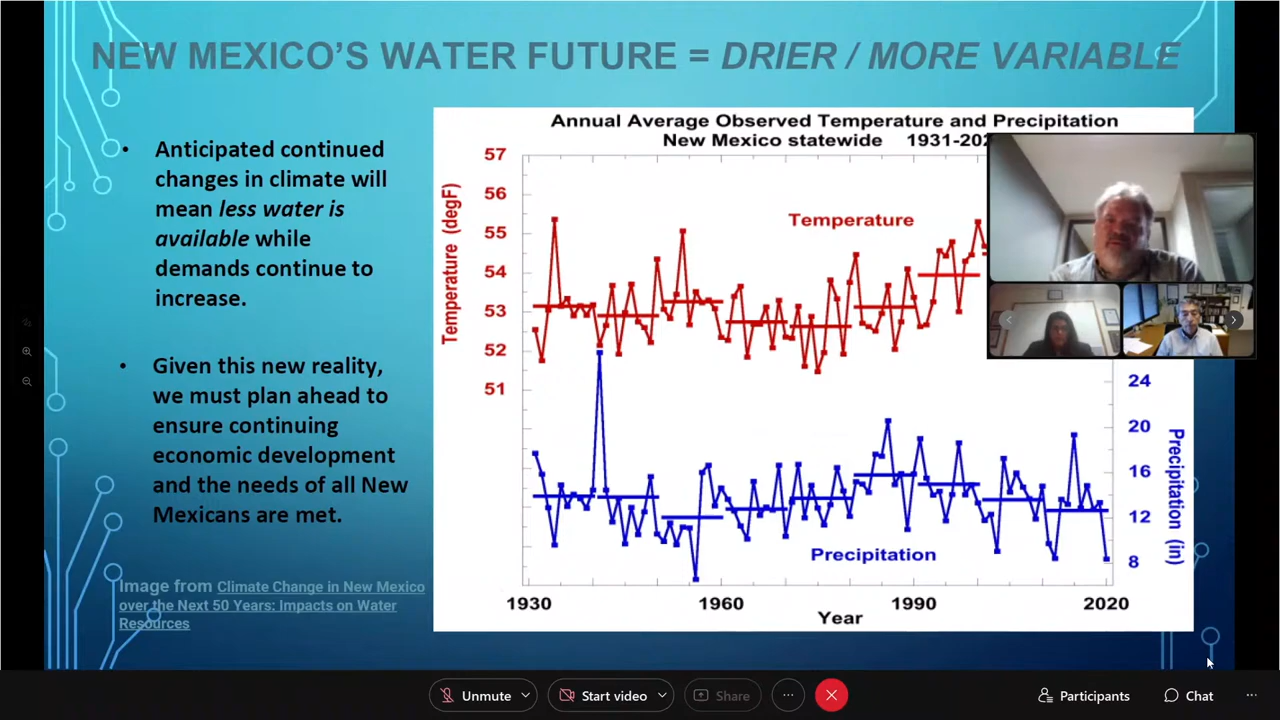 NEW MEXICO'S WATER FUTURE = DRIER / MORE VARIABLE
• Anticipated continued
changes in climate will
mean less water is
available while
demands continue to
increase.
• Given this new reality,
we must plan ahead to
ensure continuing
economic development
and the needs of all New
Mexicans are met.
Image from Climate Change in New Mexico
over the Next 50 Years: Impacts on Water
Resources
Annual Average Observed Temperature and Precipitation
New Mexico statewide 1931-202
Temperature (degF)
57
56
55
54
53
52
51
Temperature
24
20
16
12
8
Precipitation (in)
Precipitation
1930 1960 1990 2020
Year
Unmute
Start video
Share
Participants
Chat